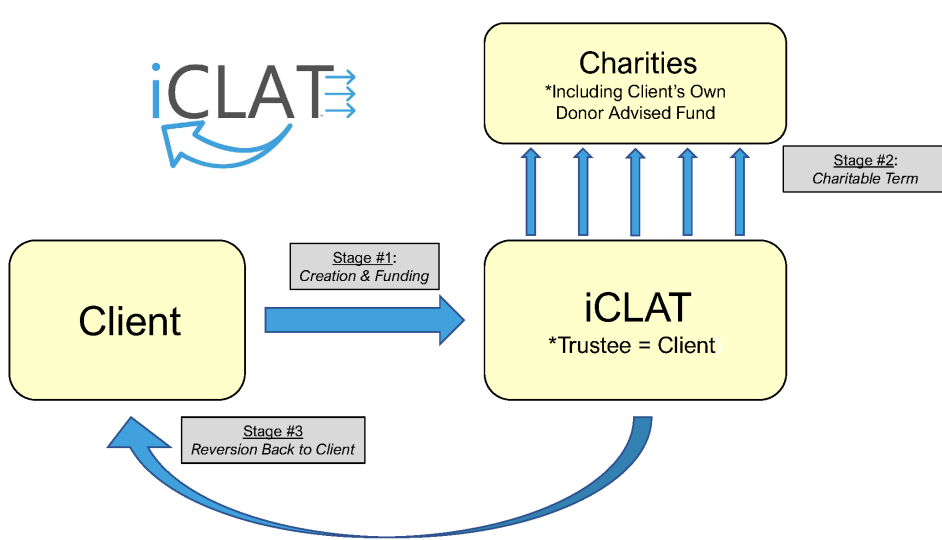 iCLAT
Charities
*Including Client's Own
Donor Advised Fund
Stage #2:
Charitable Term
Stage #1:
Creation & Funding
Client
iCLAT
*Trustee = Client
Stage #3
Reversion Back to Client